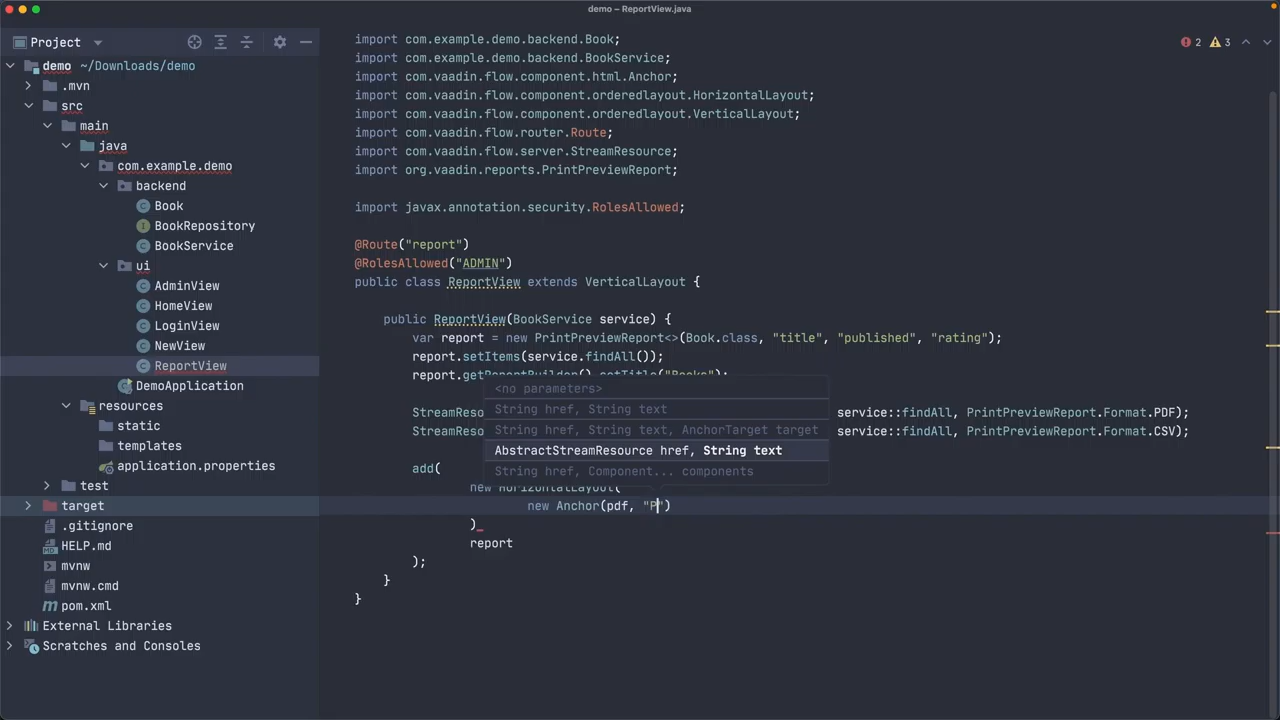 demo – ReportView.java
Project
demo ~/Downloads/demo
.mvn
src
main
java
com.example.demo
backend
Book
BookRepository
BookService
ui
AdminView
HomeView
LoginView
NewView
ReportView
DemoApplication
resources
static
templates
application.properties
test
target
.gitignore
HELP.md
mvnw
mvnw.cmd
pom.xml
External Libraries
Scratches and Consoles
2 3
import com.example.demo.backend.Book;
import com.example.demo.backend.BookService;
import com.vaadin.flow.component.html.Anchor;
import com.vaadin.flow.component.orderedlayout.HorizontalLayout;
import com.vaadin.flow.component.orderedlayout.VerticalLayout;
import com.vaadin.flow.router.Route;
import com.vaadin.flow.server.StreamResource;
import org.vaadin.reports.PrintPreviewReport;
import javax.annotation.security.RolesAllowed;
@Route("report")
@RolesAllowed("ADMIN")
public class ReportView extends VerticalLayout {
public ReportView(BookService service) {
var report = new PrintPreviewReport<>(Book.class, "title", "published", "rating");
report.setItems(service.findAll());
report.getReportBuilder().setTitle("Books");
<no parameters>
String href, String text
StreamReso service::findAll, PrintPreviewReport.Format.PDF);
String href, String text, AnchorTarget target
StreamReso service::findAll, PrintPreviewReport.Format.CSV);
AbstractStreamResource href, String text
add(
String href, Component... components
new HorizontalLayout(
new Anchor(pdf, "P")
)
report
);
}
}